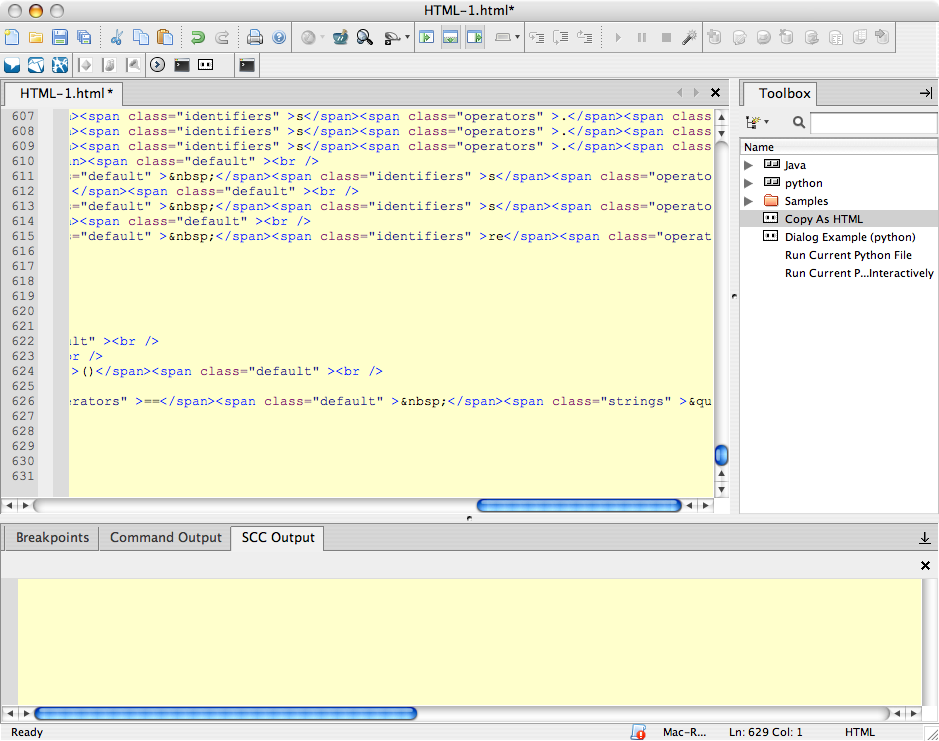 HTML-1.html*
HTML-1.html*
607 ><span class="identifiers" >s</span><span class="operators" >.</span><span class
608 ><span class="identifiers" >s</span><span class="operators" >.</span><span class
609 ><span class="identifiers" >s</span><span class="operators" >.</span><span class
610 n><span class="default" ><br />
611 ="default" >&nbsp;</span><span class="identifiers" >s</span><span class="operato
612 </span><span class="default" ><br />
613 ="default" >&nbsp;</span><span class="identifiers" >s</span><span class="operato
614 ><span class="default" ><br />
615 ="default" >&nbsp;</span><span class="identifiers" >re</span><span class="operat
616
617
618
619
620
621
622 ult" ><br />
623 r />
624 >()</span><span class="default" ><br />
625
626 erators" >==</span><span class="default" >&nbsp;</span><span class="strings" >&qu
627
628
629
630
631
Toolbox
Name
Java
python
Samples
Copy As HTML
Dialog Example (python)
Run Current Python File
Run Current P...Interactively
Breakpoints Command Output SCC Output
Ready Mac-R... Ln: 629 Col: 1 HTML